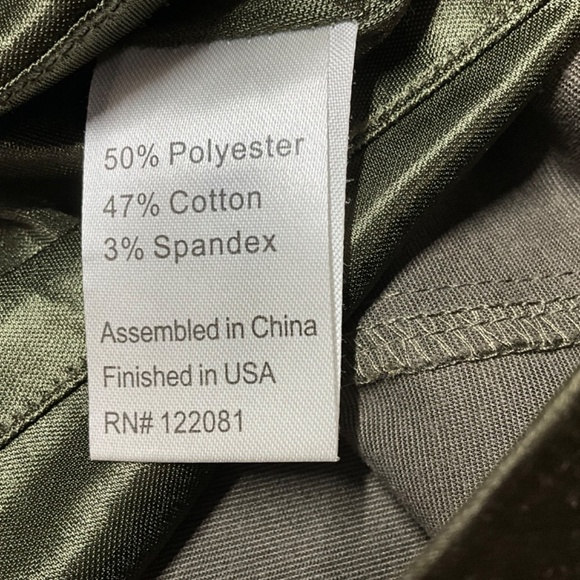 50% Polyester
47% Cotton
3% Spandex
Assembled in China
Finished in USA
RN# 122081